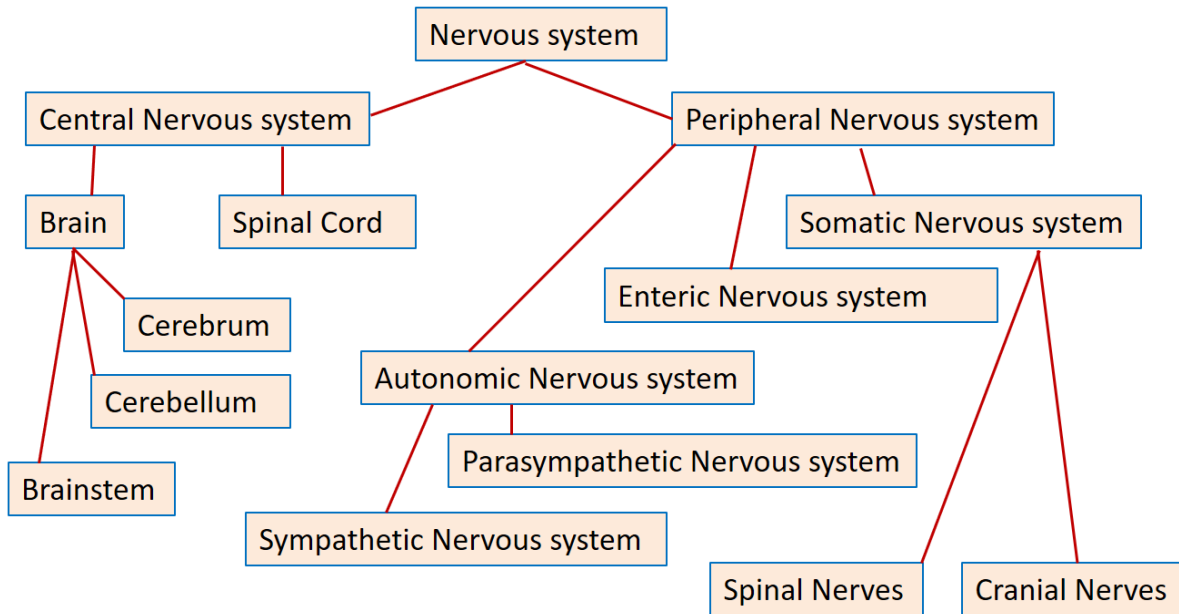 Nervous system
Central Nervous system
Peripheral Nervous system
Brain
Spinal Cord
Somatic Nervous system
Enteric Nervous system
Cerebrum
Autonomic Nervous system
Cerebellum
Parasympathetic Nervous system
Brainstem
Sympathetic Nervous system
Spinal Nerves
Cranial Nerves